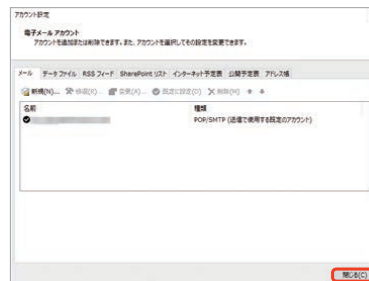 アカウント設定
電子メール アカウント
アカウントを追加または削除できます。また、アカウントを選択してその設定を変更できます。
メール データ ファイル RSS フィード SharePoint リスト インターネット予定表 公開予定表 アドレス帳
新規(N)... 修復(R)... 変更(A)... 既定に設定(D) 削除(M)
名前 種類
POP/SMTP (送信で使用する既定のアカウント)
閉じる(C)